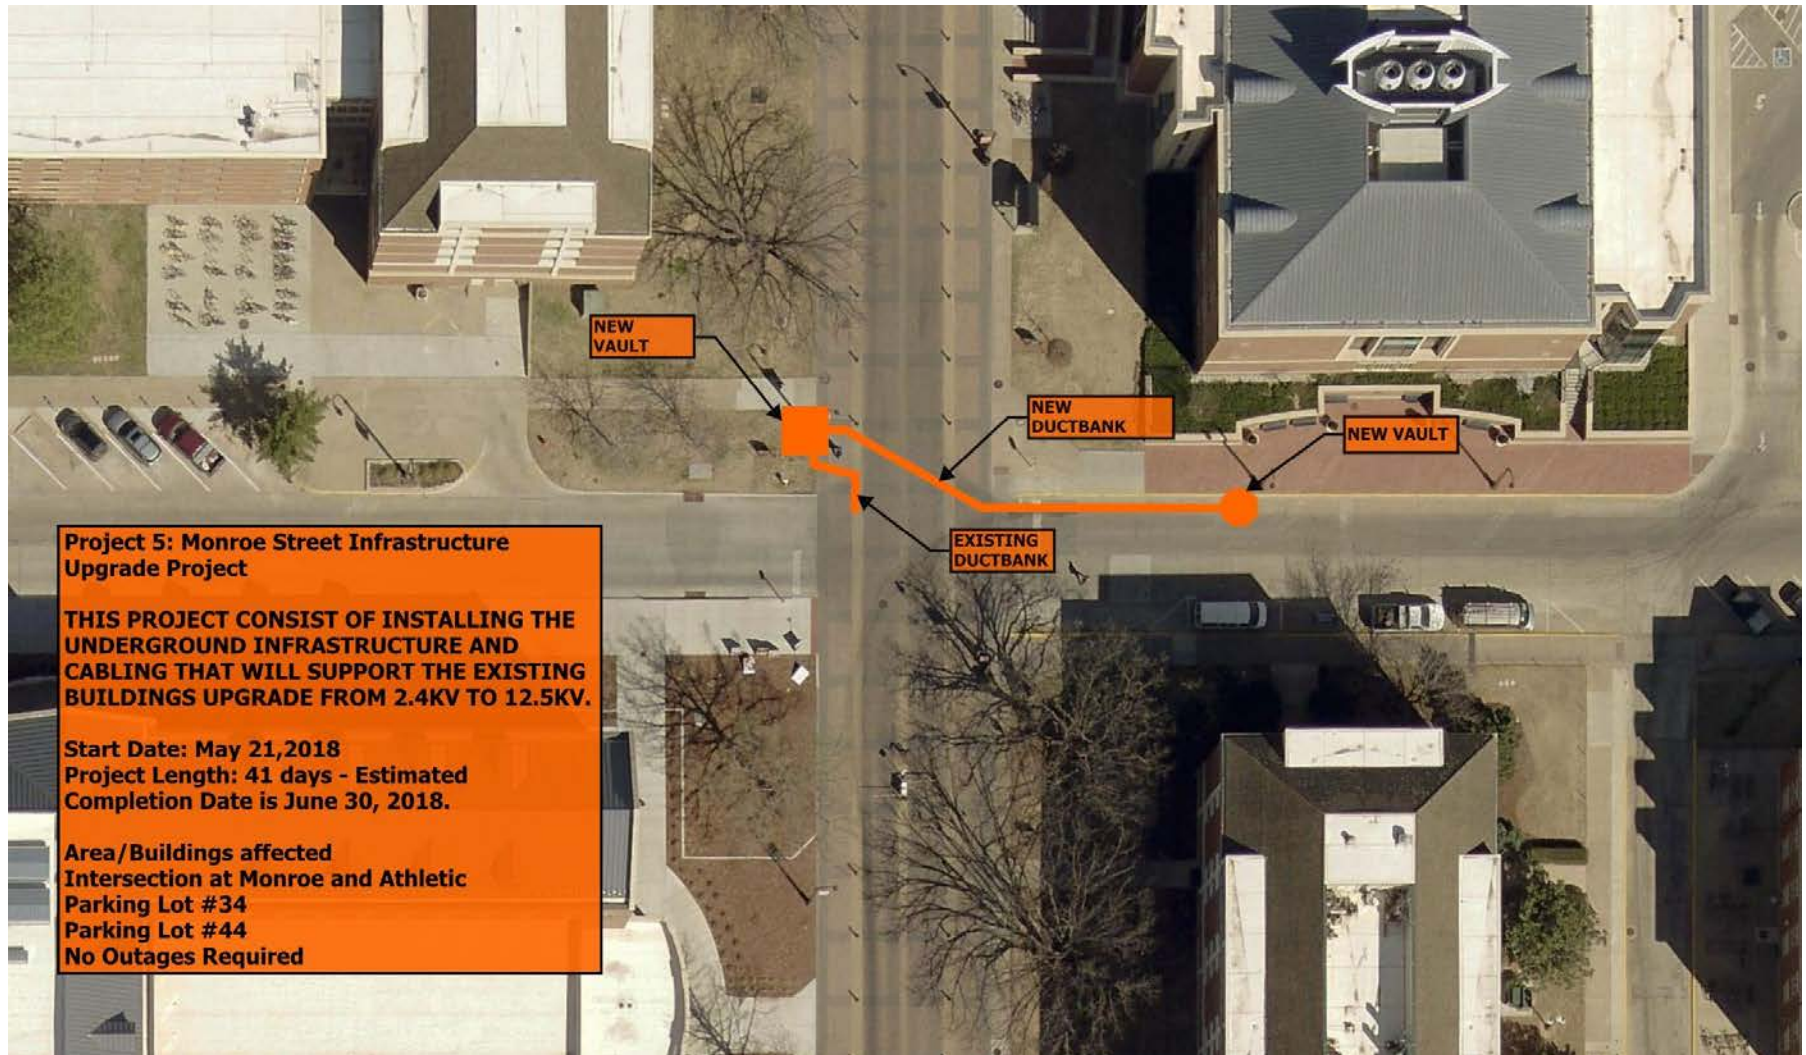 NEW
VAULT
NEW
DUCTBANK
NEW VAULT
EXISTING
DUCTBANK
Project 5: Monroe Street Infrastructure
Upgrade Project
THIS PROJECT CONSIST OF INSTALLING THE
UNDERGROUND INFRASTRUCTURE AND
CABLING THAT WILL SUPPORT THE EXISTING
BUILDINGS UPGRADE FROM 2.4KV TO 12.5KV.
Start Date: May 21,2018
Project Length: 41 days - Estimated
Completion Date is June 30, 2018.
Area/Buildings affected
Intersection at Monroe and Athletic
Parking Lot #34
Parking Lot #44
No Outages Required